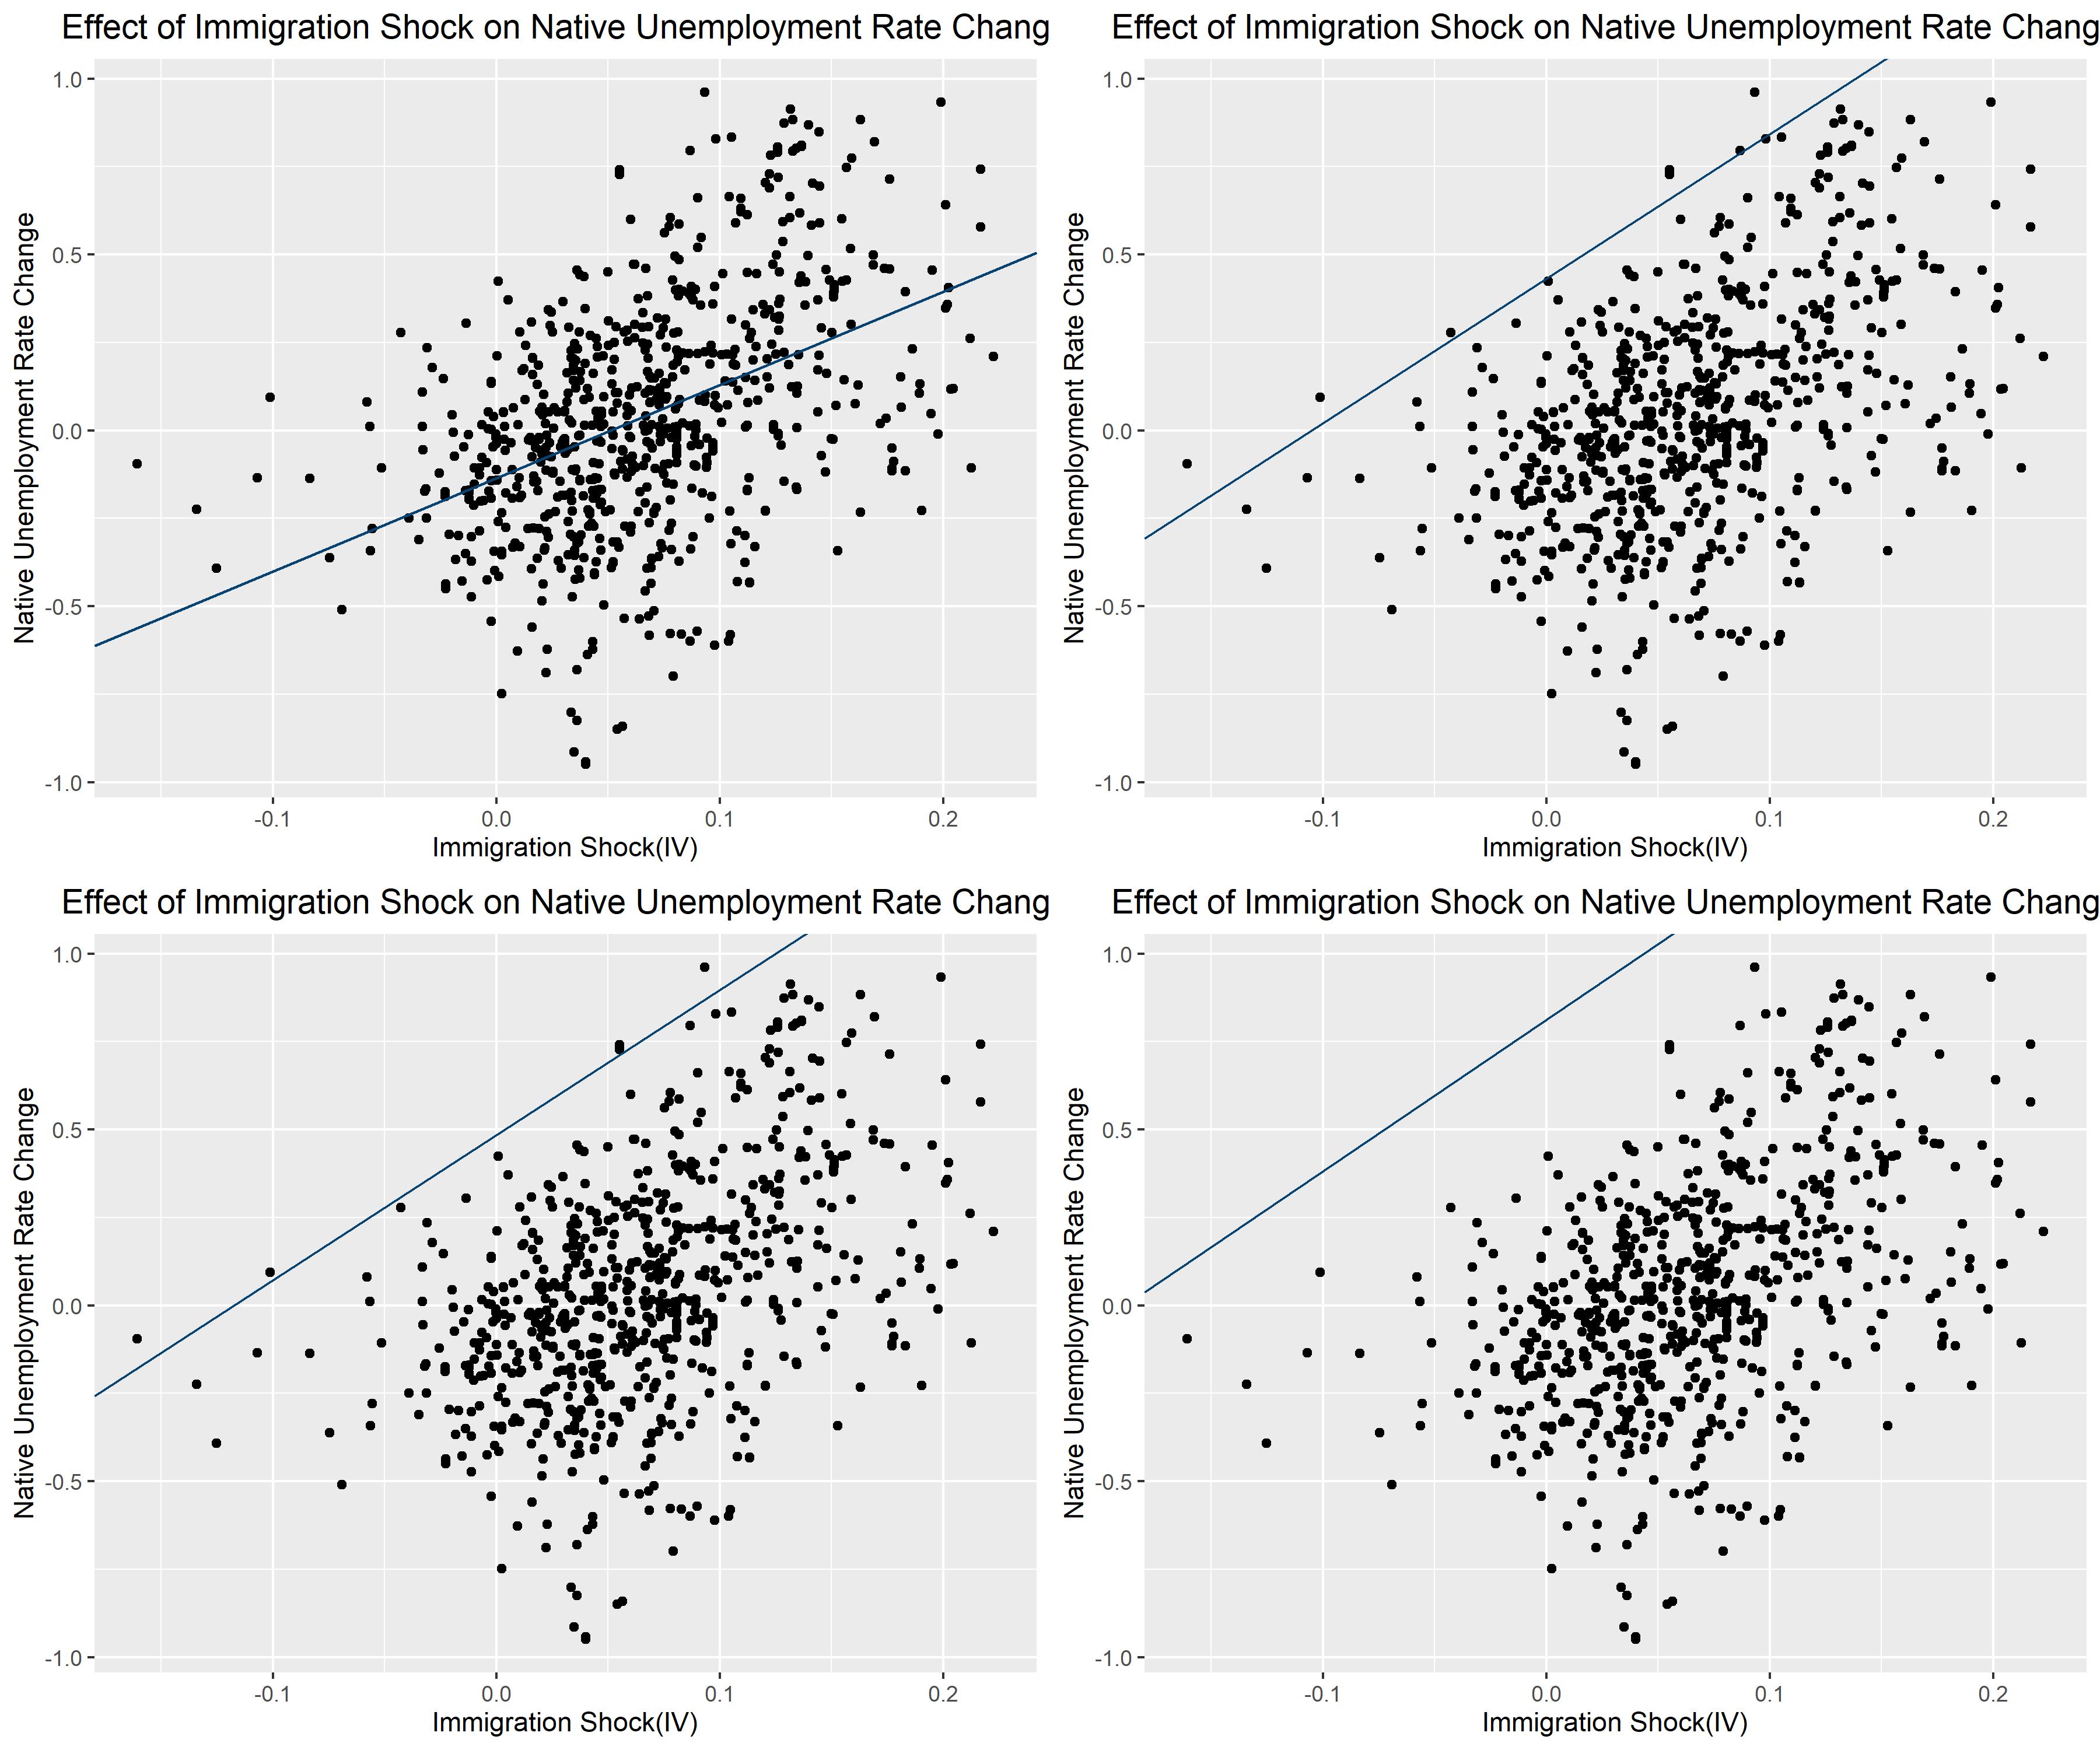 Effect of Immigration Shock on Native Unemployment Rate Chang
Native Unemployment Rate Change
1.0
0.5
0.0
-0.5
-1.0
-0.1 0.0 0.1 0.2
Immigration Shock(IV)
Effect of Immigration Shock on Native Unemployment Rate Chang
Native Unemployment Rate Change
1.0
0.5
0.0
-0.5
-1.0
-0.1 0.0 0.1 0.2
Immigration Shock(IV)
Effect of Immigration Shock on Native Unemployment Rate Chang
Native Unemployment Rate Change
1.0
0.5
0.0
-0.5
-1.0
-0.1 0.0 0.1 0.2
Immigration Shock(IV)
Effect of Immigration Shock on Native Unemployment Rate Chang
Native Unemployment Rate Change
1.0
0.5
0.0
-0.5
-1.0
-0.1 0.0 0.1 0.2
Immigration Shock(IV)